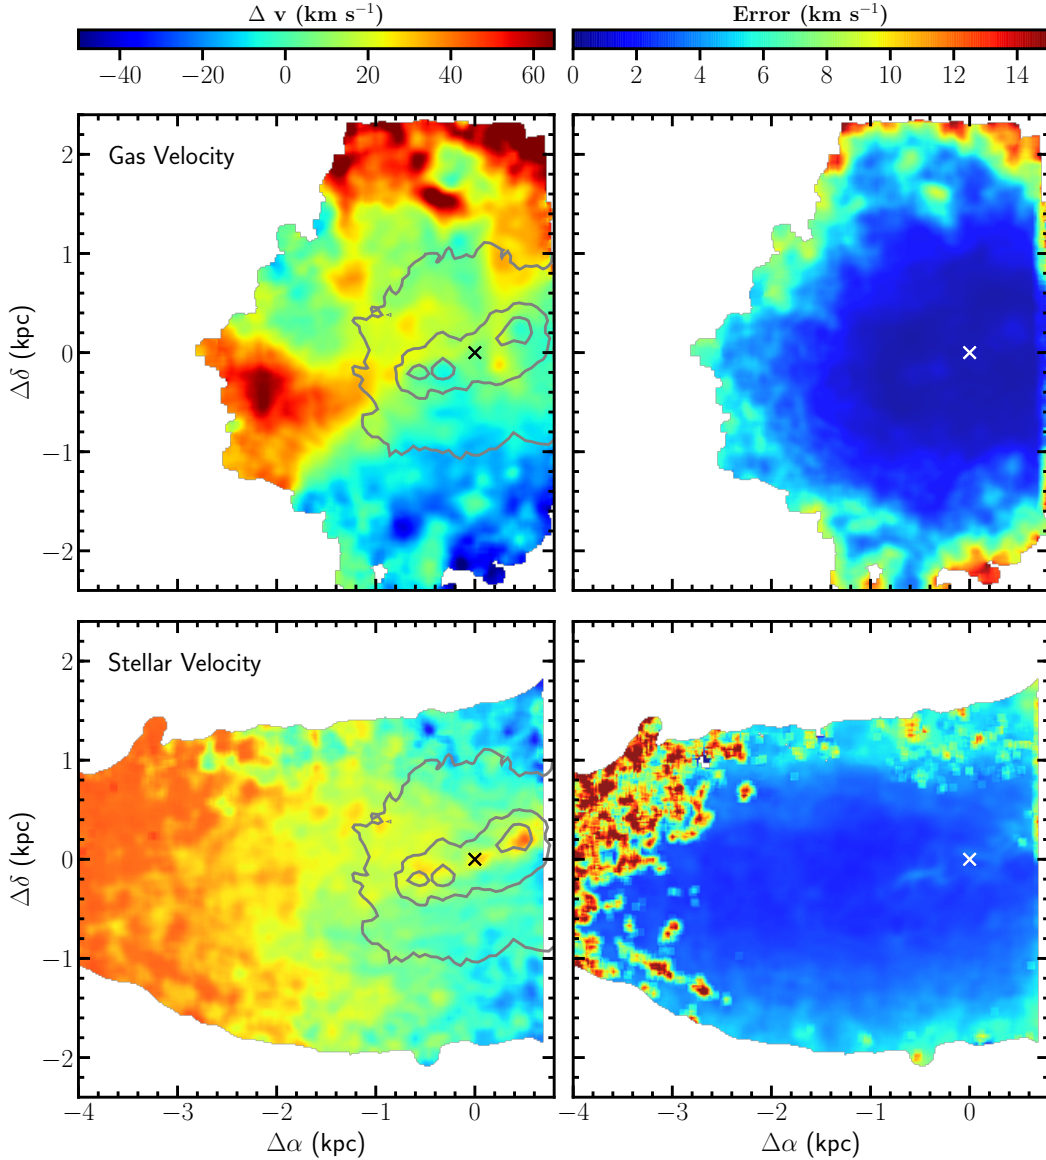 Δ v (km s⁻¹) Error (km s⁻¹)
−40 −20 0 20 40 60 0 2 4 6 8 10 12 14
Gas Velocity
2
1
0
−1
−2
Δδ (kpc)
Stellar Velocity
2
1
0
−1
−2
Δδ (kpc)
−4 −3 −2 −1 0 −4 −3 −2 −1 0
Δα (kpc) Δα (kpc)